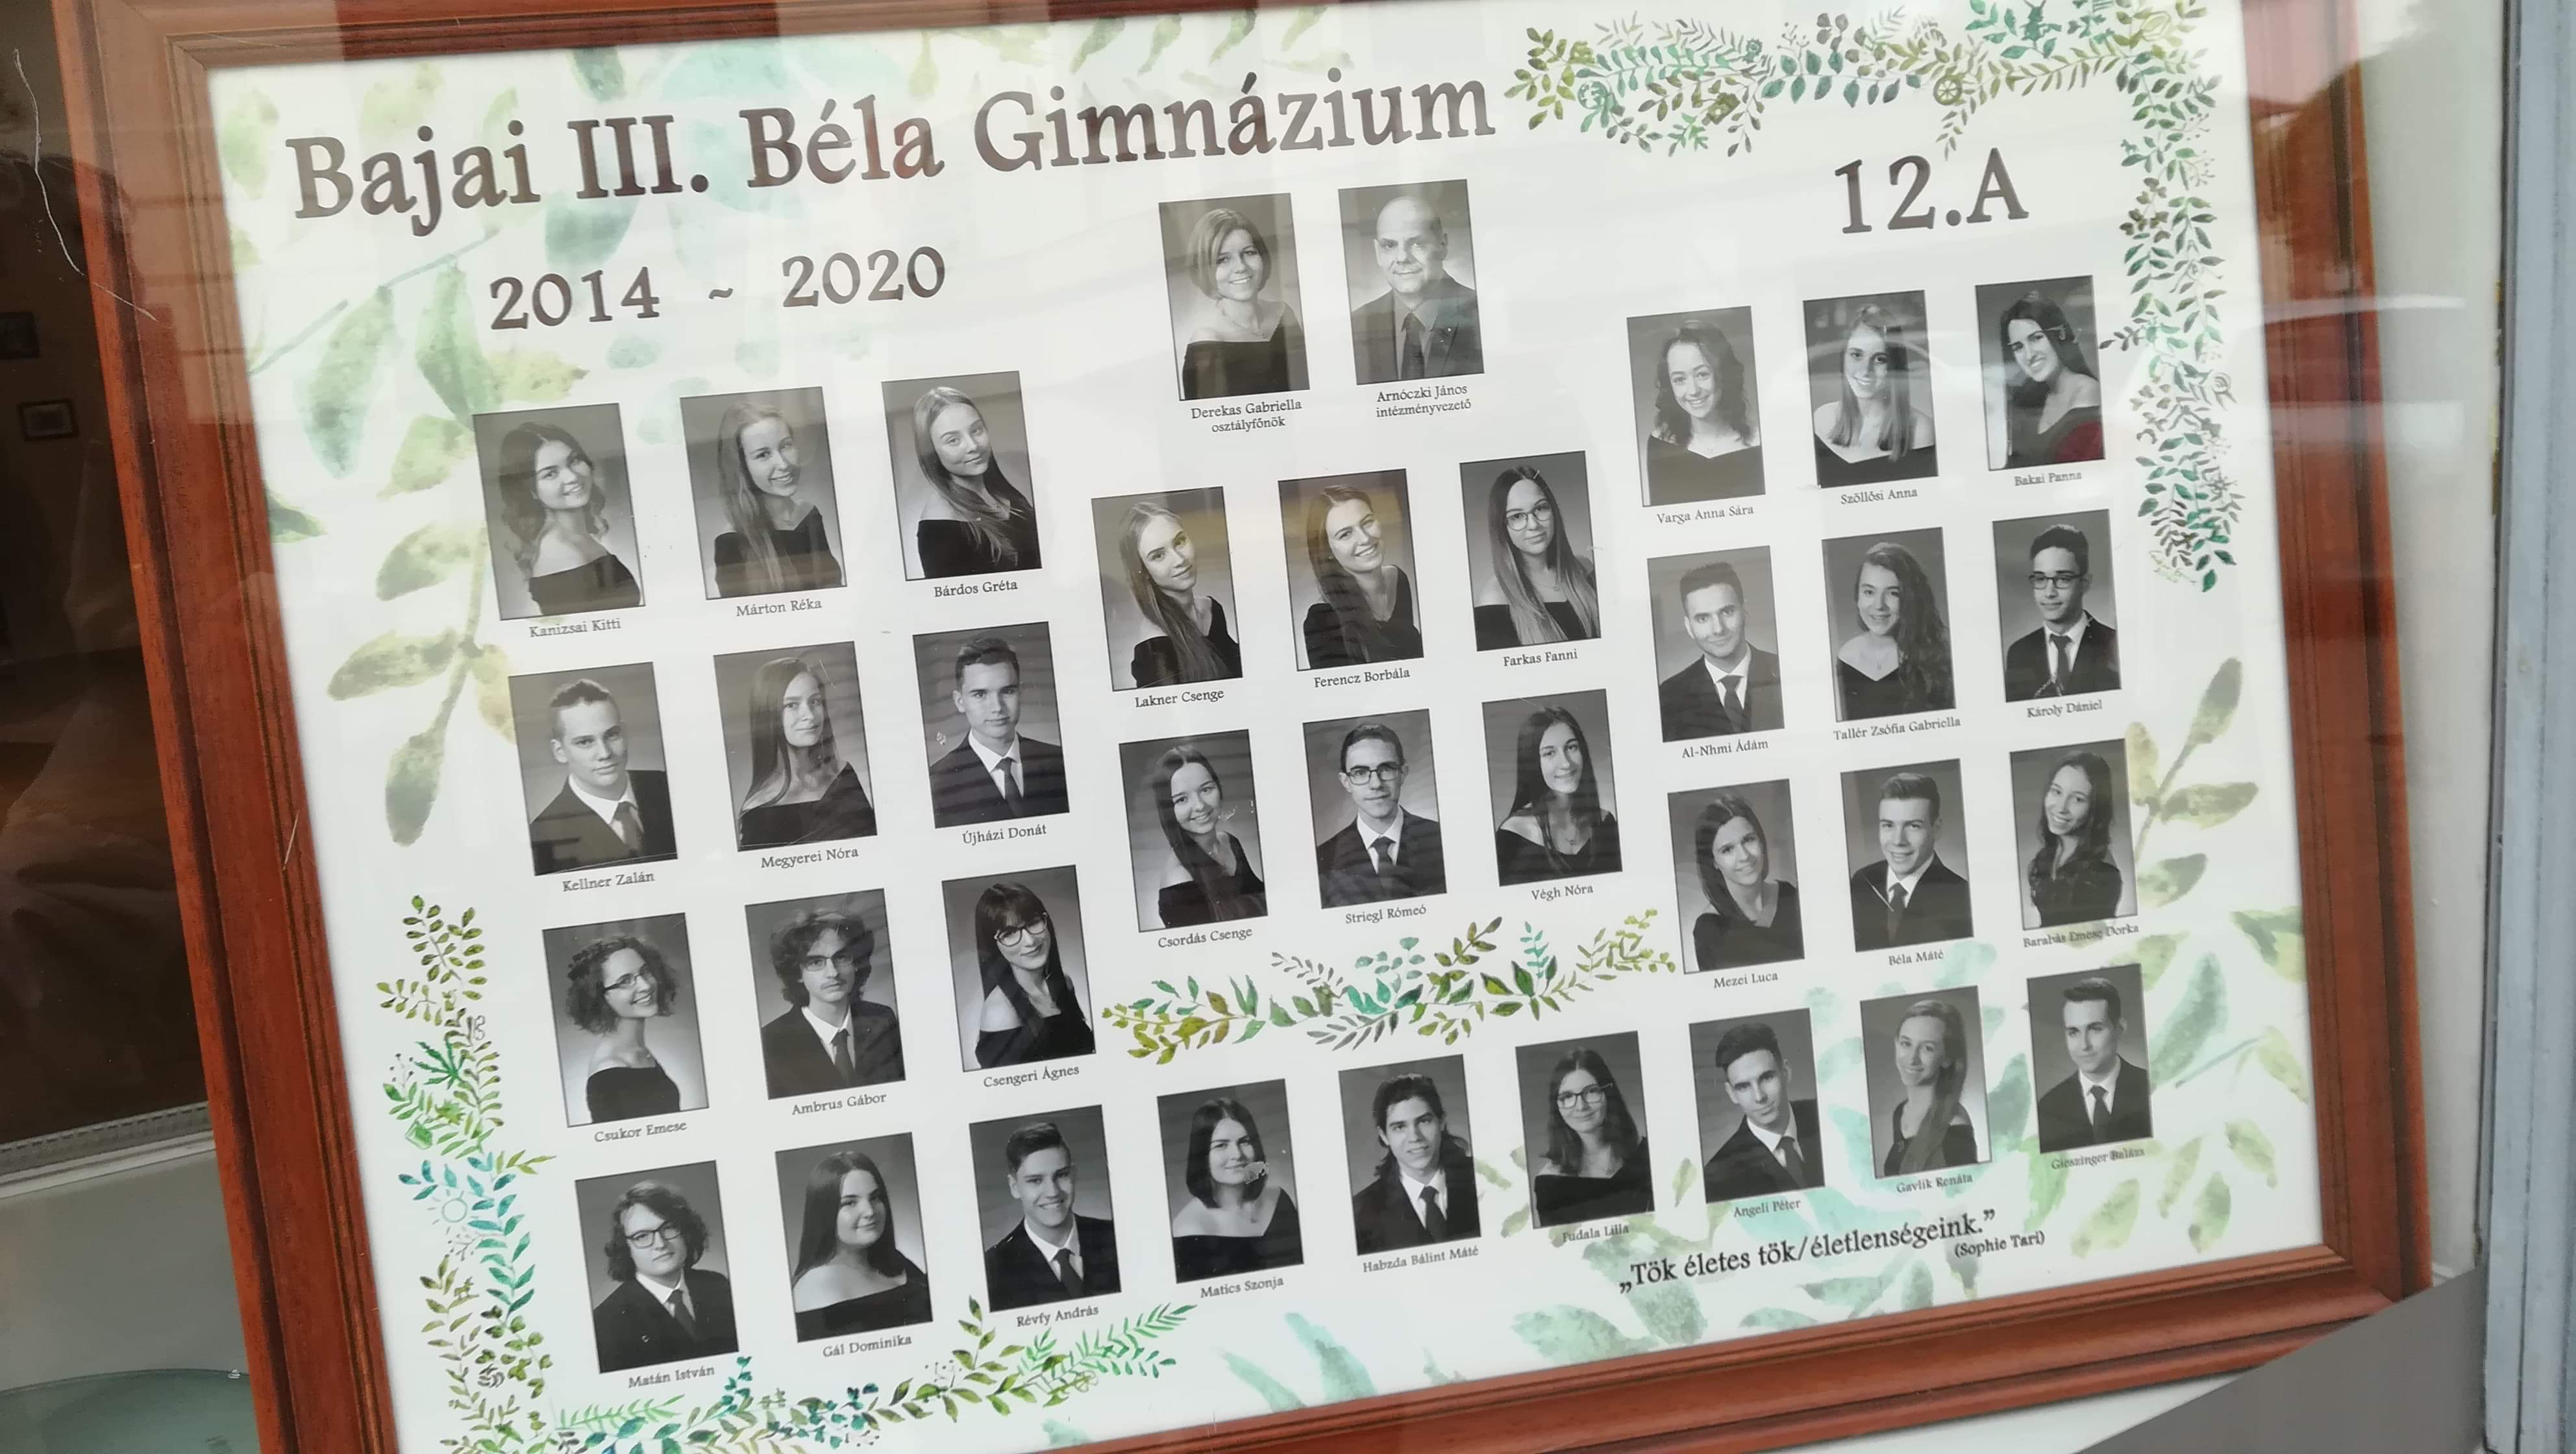 Bajai III. Béla Gimnázium
12.A
2014 ~ 2020
Derekas Gabriella
osztályfőnök
Arnóczki János
intézményvezető
Kanizsai Kitti
Márton Réka
Bárdos Gréta
Lakner Csenge
Ferencz Borbála
Farkas Fanni
Varga Anna Sára
Szöllősi Anna
Bakai Panna
Kellner Zalán
Megyerei Nóra
Újházi Donát
Csordás Csenge
Striegl Rómeó
Végh Nóra
Al-Nhmi Ádám
Tallér Zsófia Gabriella
Károly Dániel
Csukor Emese
Ambrus Gábor
Csengeri Ágnes
Mezei Luca
Béla Máté
Barabás Emese Dorka
Matán István
Gál Dominika
Révfy András
Matics Szonja
Habzda Bálint Máté
Fudala Lilla
Angeli Péter
Gavlik Renáta
Gieszinger Balázs
„Tök életes tök/életlenségeink.”
(Sophie Tari)